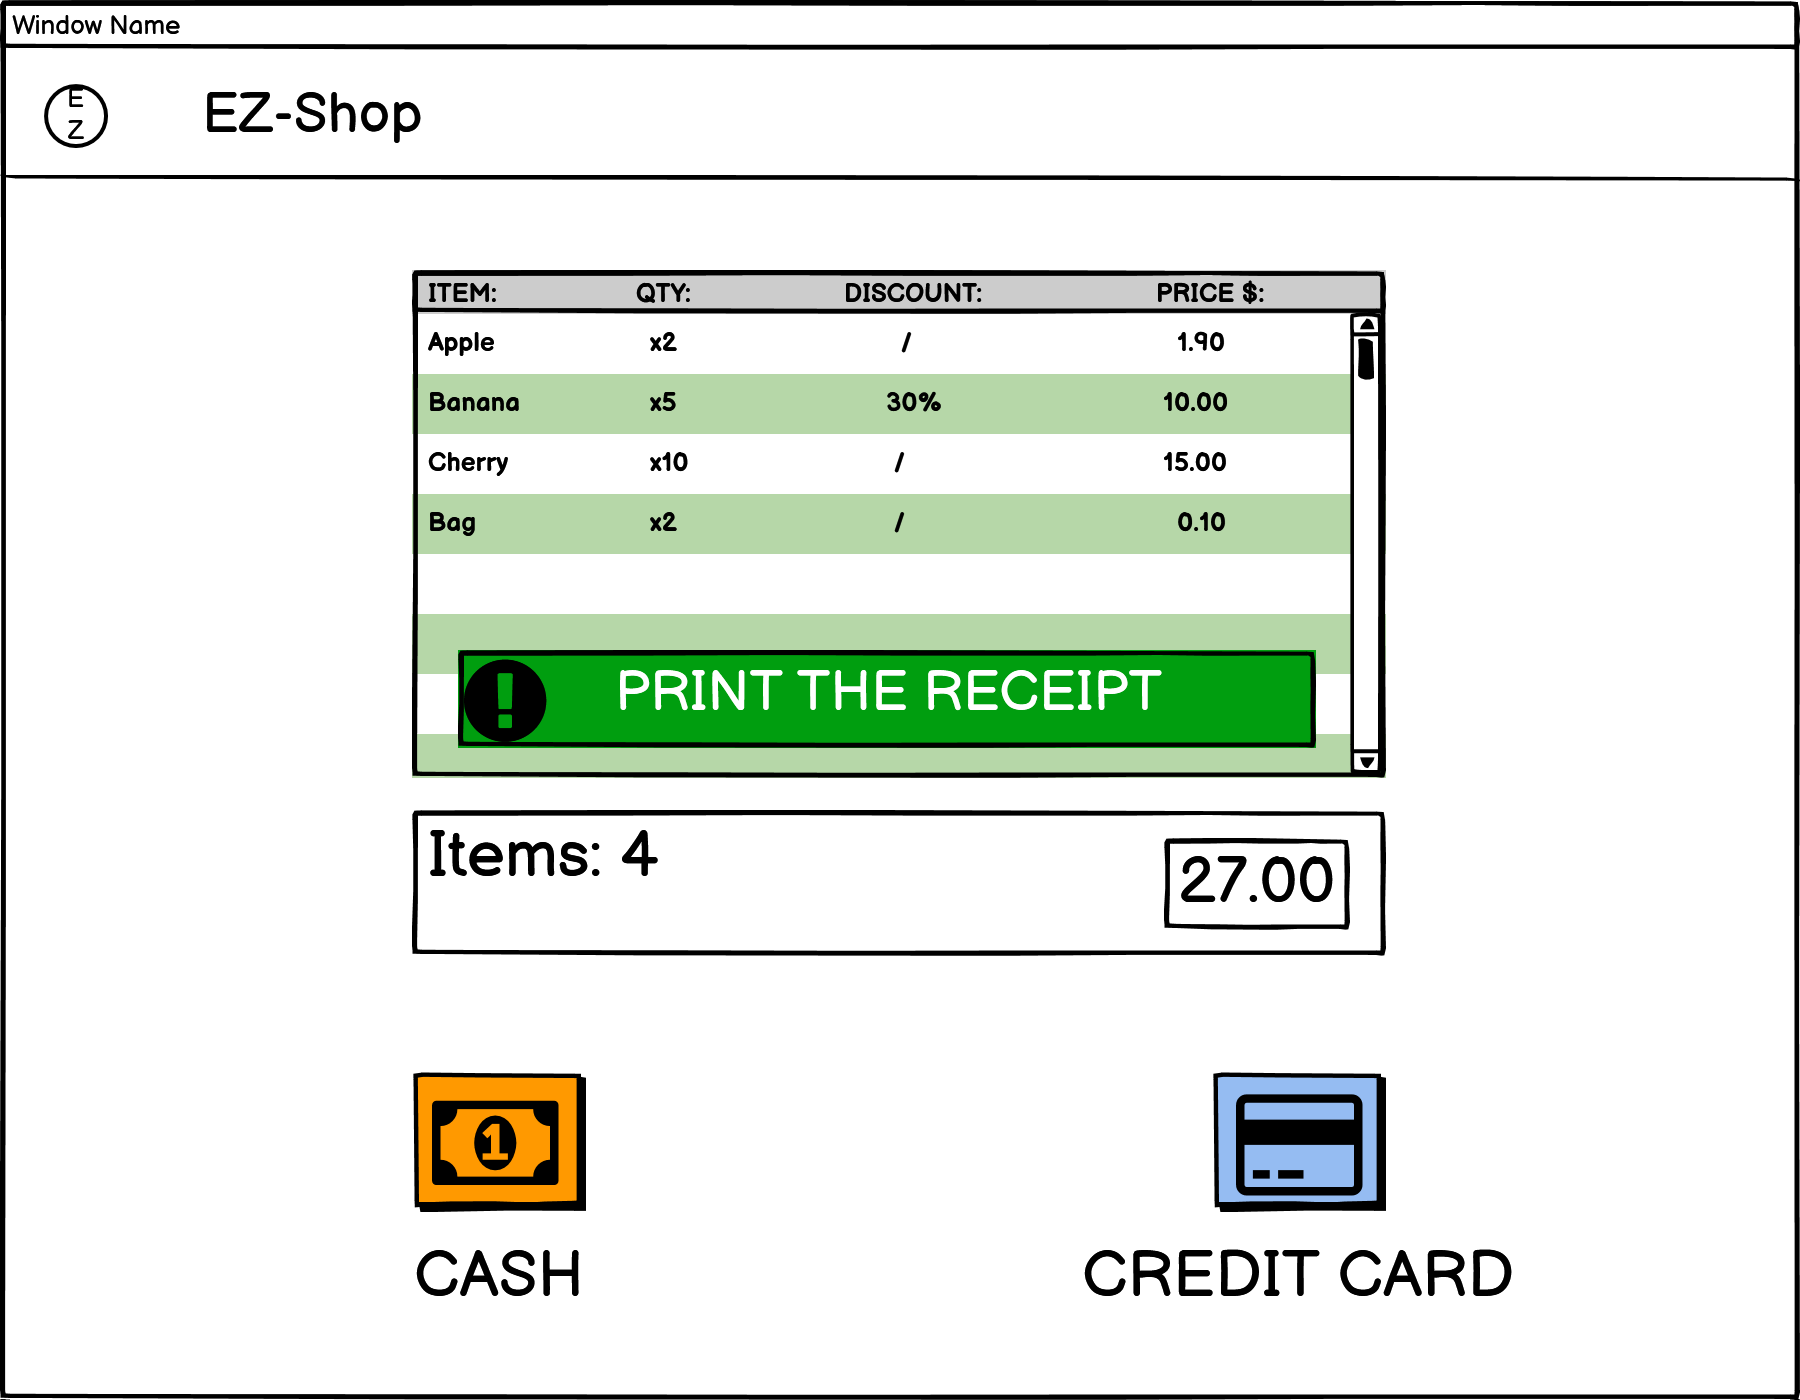 Window Name
E
Z
EZ-Shop
ITEM: QTY: DISCOUNT: PRICE $:
Apple x2 / 1.90
Banana x5 30% 10.00
Cherry x10 / 15.00
Bag x2 / 0.10
! PRINT THE RECEIPT
Items: 4
27.00
1
CASH
CREDIT CARD